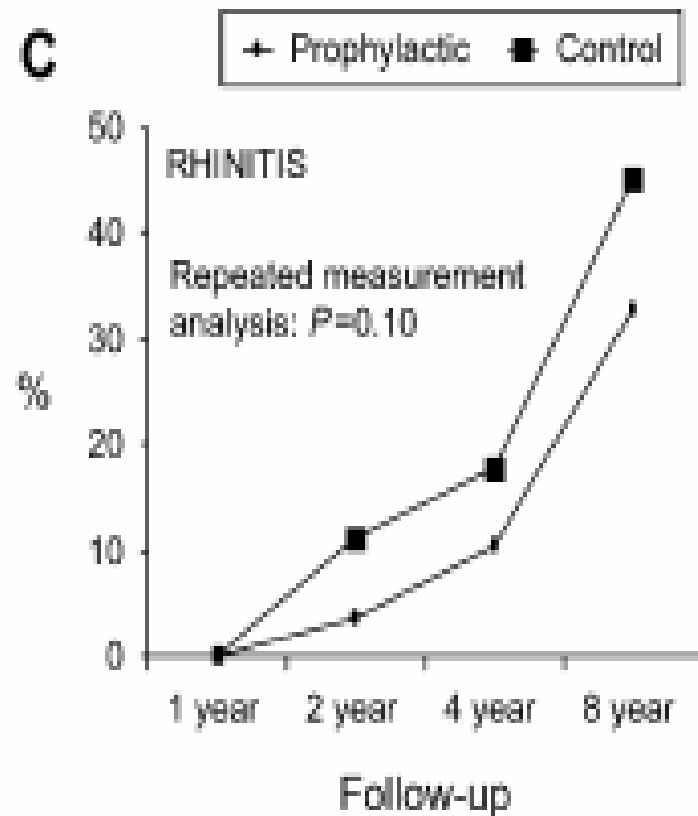 C
Prophylactic Control
50
RHINITIS
40
Repeated measurement
analysis: P=0.10
30
%
20
10
0
1 year 2 year 4 year 8 year
Follow-up